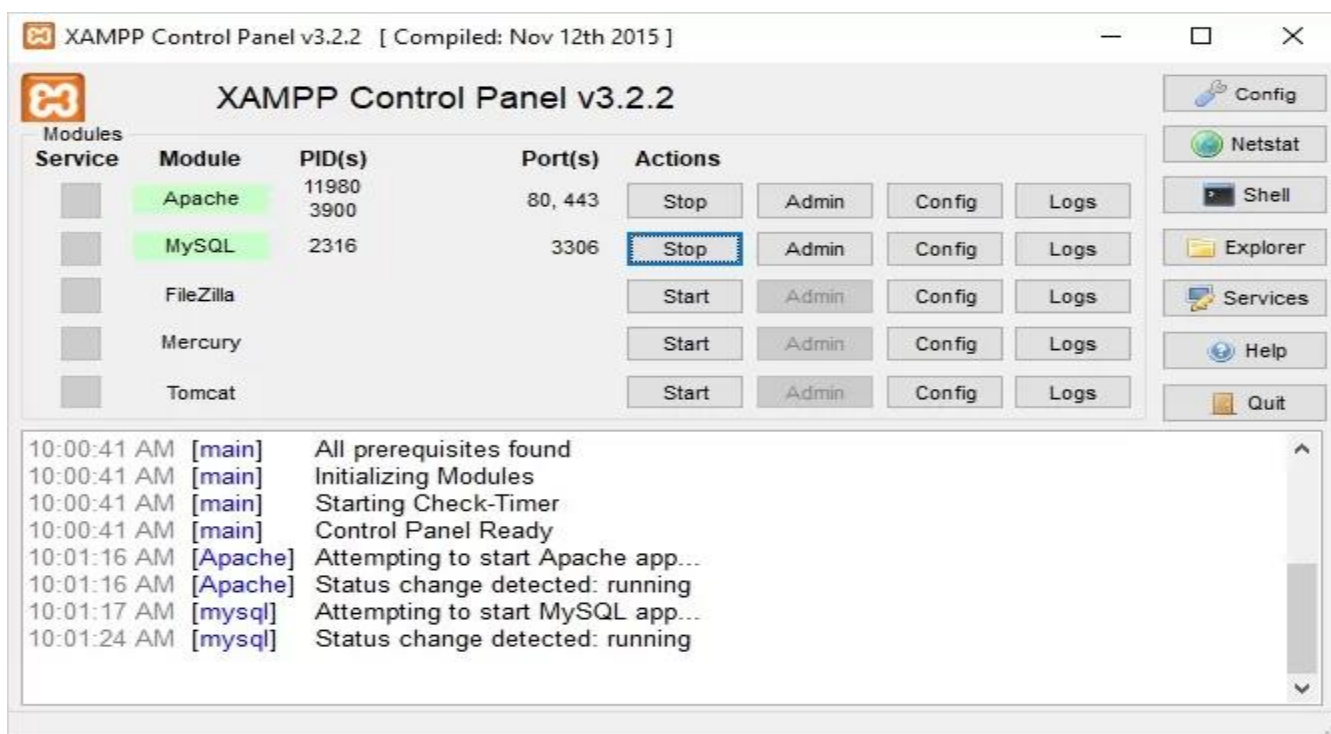 XAMPP Control Panel v3.2.2 [ Compiled: Nov 12th 2015 ]
XAMPP Control Panel v3.2.2
Config
Netstat
Shell
Explorer
Services
Help
Quit
Modules
Service Module PID(s) Port(s) Actions
Apache 11980 3900 80, 443 Stop Admin Config Logs
MySQL 2316 3306 Stop Admin Config Logs
FileZilla Start Admin Config Logs
Mercury Start Admin Config Logs
Tomcat Start Admin Config Logs
10:00:41 AM [main] All prerequisites found
10:00:41 AM [main] Initializing Modules
10:00:41 AM [main] Starting Check-Timer
10:00:41 AM [main] Control Panel Ready
10:01:16 AM [Apache] Attempting to start Apache app...
10:01:16 AM [Apache] Status change detected: running
10:01:17 AM [mysql] Attempting to start MySQL app...
10:01:24 AM [mysql] Status change detected: running